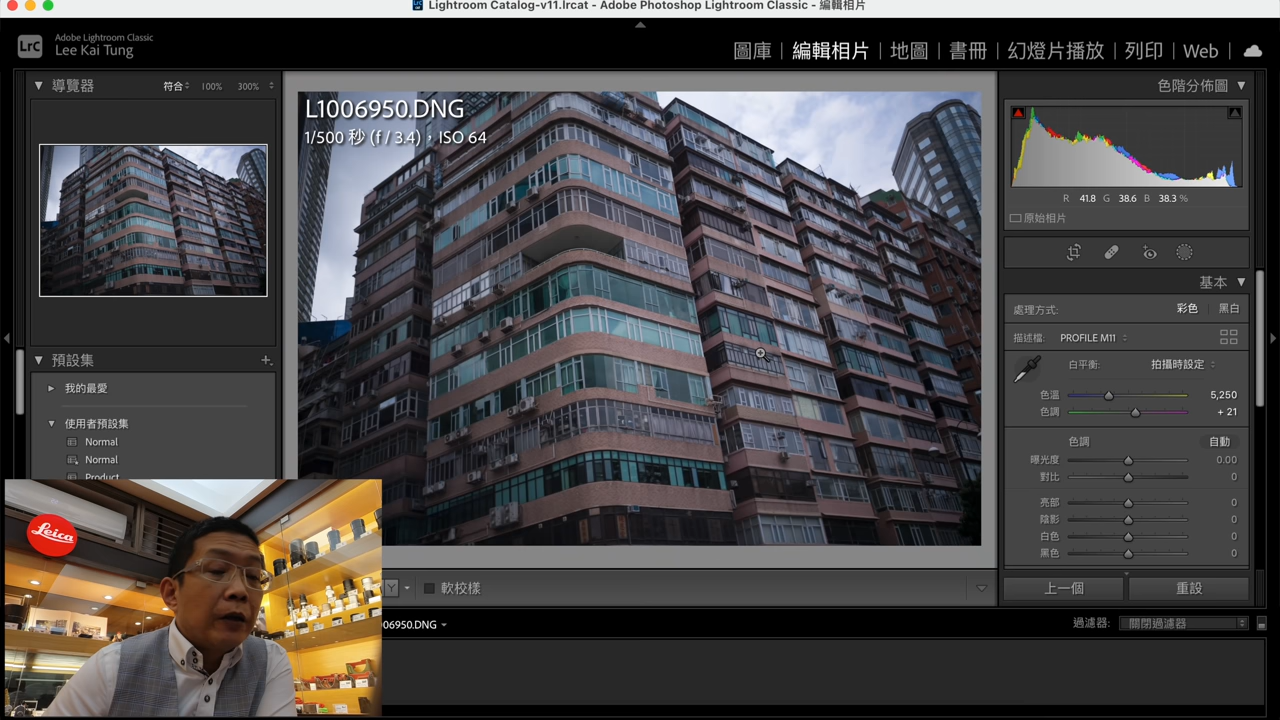 Lightroom Catalog-v11.lrcat - Adobe Photoshop Lightroom Classic - 編輯相片
LrC
Adobe Lightroom Classic
Lee Kai Tung
圖庫 | 編輯相片 | 地圖 | 書冊 | 幻燈片播放 | 列印 | Web |
導覽器 符合 100% 300%
L1006950.DNG
1/500 秒 (f / 3.4)，ISO 64
色階分佈圖
R 41.8 G 38.6 B 38.3 %
原始相片
基本
處理方式: 彩色 | 黑白
描述檔: PROFILE M11
白平衡: 拍攝時設定
色溫 5,250
色調 + 21
色調 自動
曝光度 0.00
對比 0
亮部 0
陰影 0
白色 0
黑色 0
上一個 重設
預設集
我的最愛
使用者預設集
Normal
Normal
Product
Leica
Y 軟校樣
06950.DNG
過濾器: 關閉過濾器